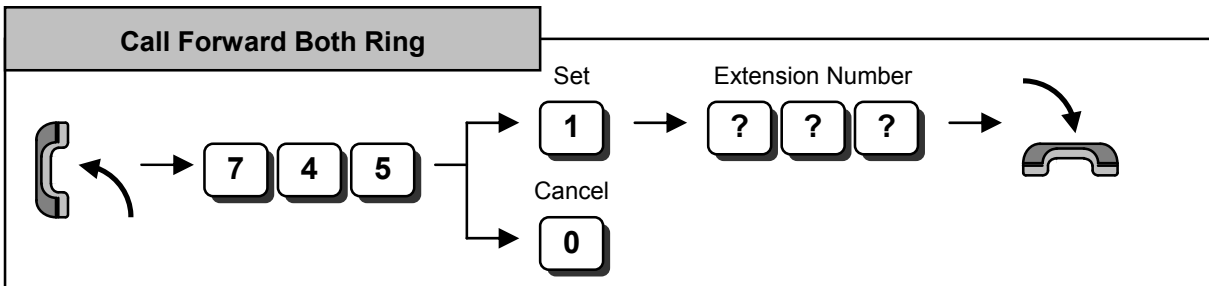 Call Forward Both Ring
Set Extension Number
7 4 5 1 ? ? ?
Cancel
0